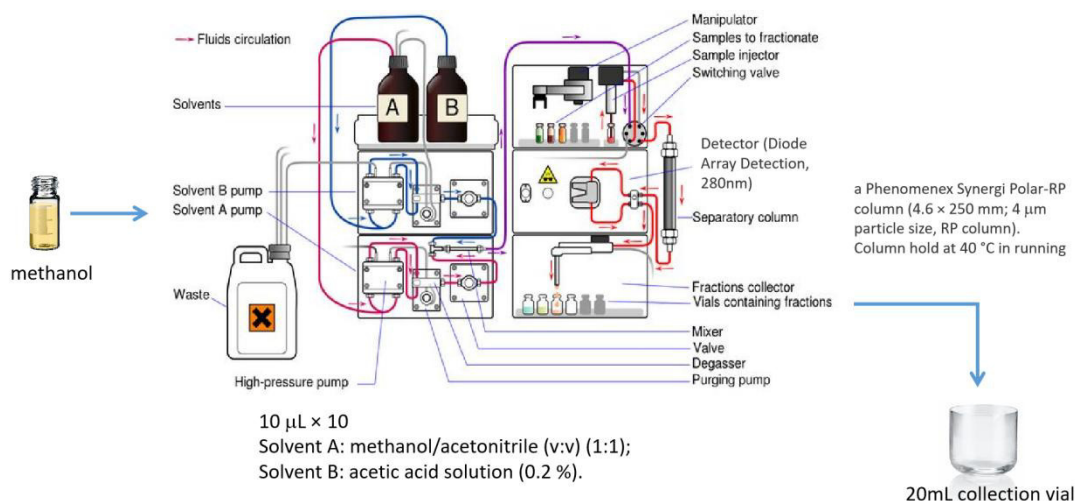 Fluids circulation
Solvents
A
B
Solvent B pump
Solvent A pump
Waste
High-pressure pump
methanol
Manipulator
Samples to fractionate
Sample injector
Switching valve
Detector (Diode
Array Detection,
280nm)
Separatory column
Fractions collector
Vials containing fractions
Mixer
Valve
Degasser
Purging pump
a Phenomenex Synergi Polar-RP
column (4.6 × 250 mm; 4 μm
particle size, RP column).
Column hold at 40 °C in running
10 μL × 10
Solvent A: methanol/acetonitrile (v:v) (1:1);
Solvent B: acetic acid solution (0.2 %).
20mL collection vial